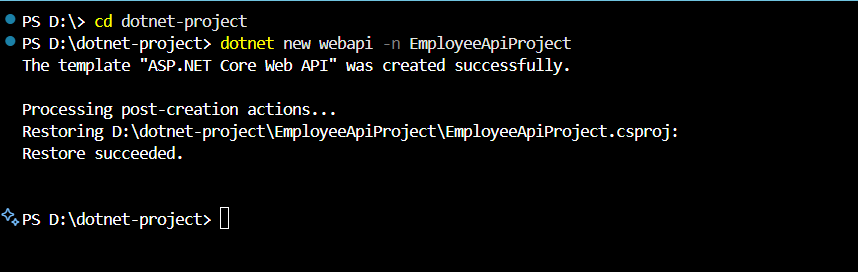 PS D:\> cd dotnet-project
PS D:\dotnet-project> dotnet new webapi -n EmployeeApiProject
The template "ASP.NET Core Web API" was created successfully.
Processing post-creation actions...
Restoring D:\dotnet-project\EmployeeApiProject\EmployeeApiProject.csproj:
Restore succeeded.
PS D:\dotnet-project>